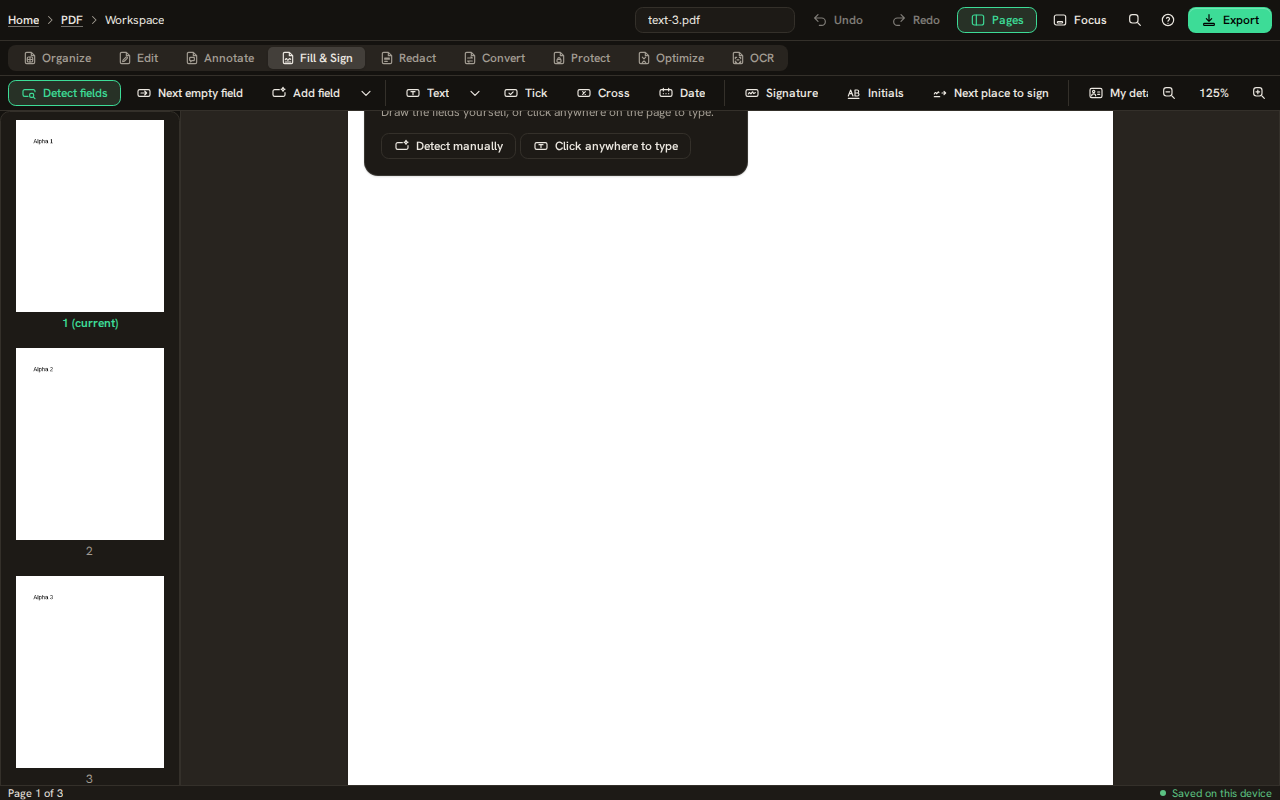 Home > PDF > Workspace
text-3.pdf
Undo
Redo
Pages
Focus
Export
Organize
Edit
Annotate
Fill & Sign
Redact
Convert
Protect
Optimize
OCR
Detect fields
Next empty field
Add field
Text
Tick
Cross
Date
Signature
Initials
Next place to sign
My deta
125%
Draw the fields yourself, or click anywhere on the page to type.
Detect manually
Click anywhere to type
Alpha 1
1 (current)
Alpha 2
2
Alpha 3
3
Page 1 of 3
Saved on this device